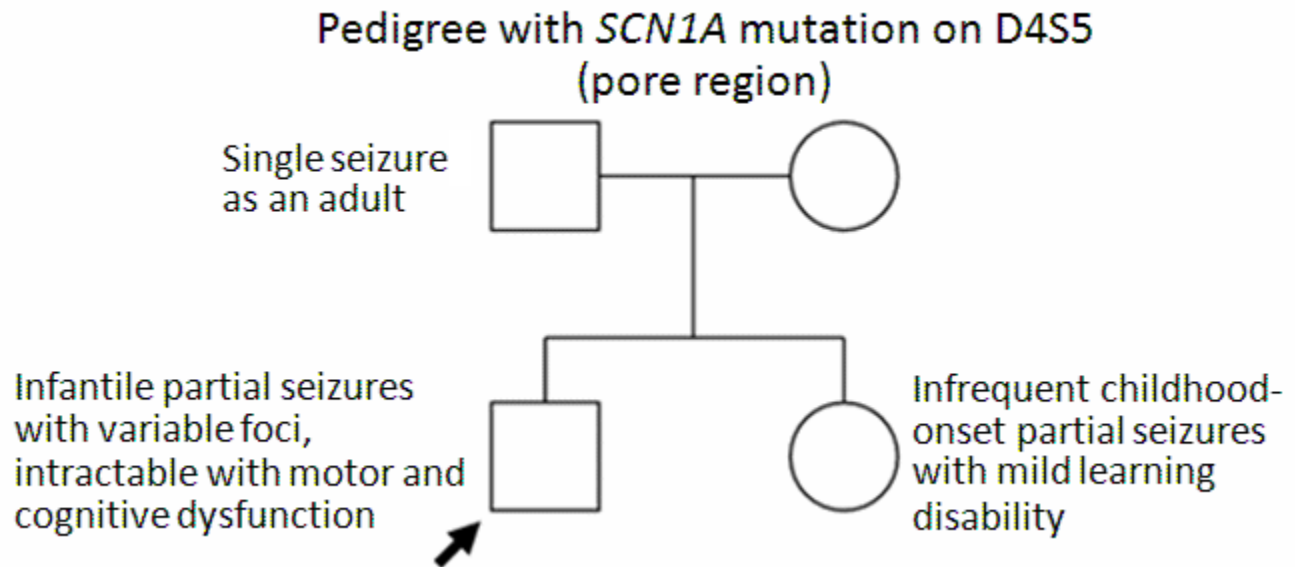 Pedigree with SCN1A mutation on D4S5
(pore region)
Single seizure
as an adult
Infantile partial seizures
with variable foci,
intractable with motor and
cognitive dysfunction
Infrequent childhood-
onset partial seizures
with mild learning
disability